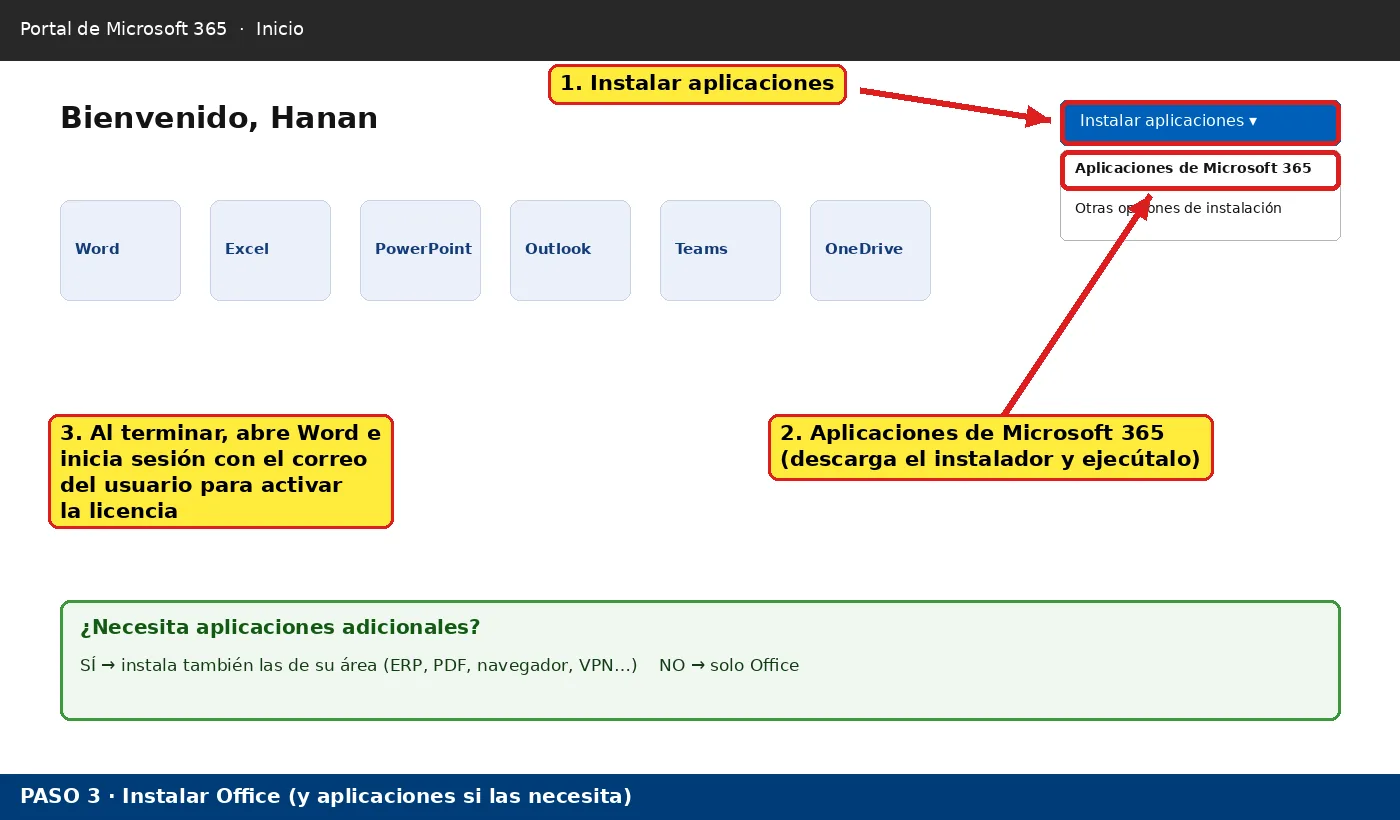 Portal de Microsoft 365 · Inicio
1. Instalar aplicaciones
Bienvenido, Hanan
Instalar aplicaciones ▾
Aplicaciones de Microsoft 365
Otras opciones de instalación
Word
Excel
PowerPoint
Outlook
Teams
OneDrive
3. Al terminar, abre Word e
inicia sesión con el correo
del usuario para activar
la licencia
2. Aplicaciones de Microsoft 365
(descarga el instalador y ejecútalo)
¿Necesita aplicaciones adicionales?
SÍ → instala también las de su área (ERP, PDF, navegador, VPN...) NO → solo Office
PASO 3 · Instalar Office (y aplicaciones si las necesita)